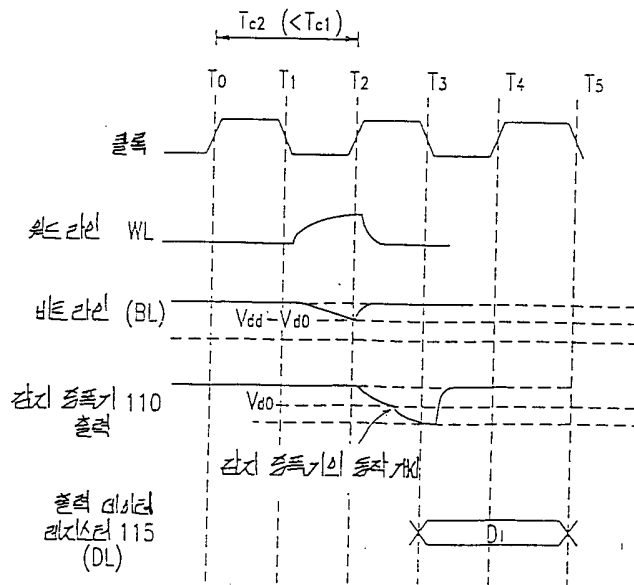 Tc2 (<Tc1)
T0 T1 T2 T3 T4 T5
클록
워드 라인 WL
비트 라인 (BL)
Vdd-Vd0
감지 증폭기 110
출력
Vd0
감지 증폭기의 동작 개시
출력 데이터
레지스터 115
(DL)
D1